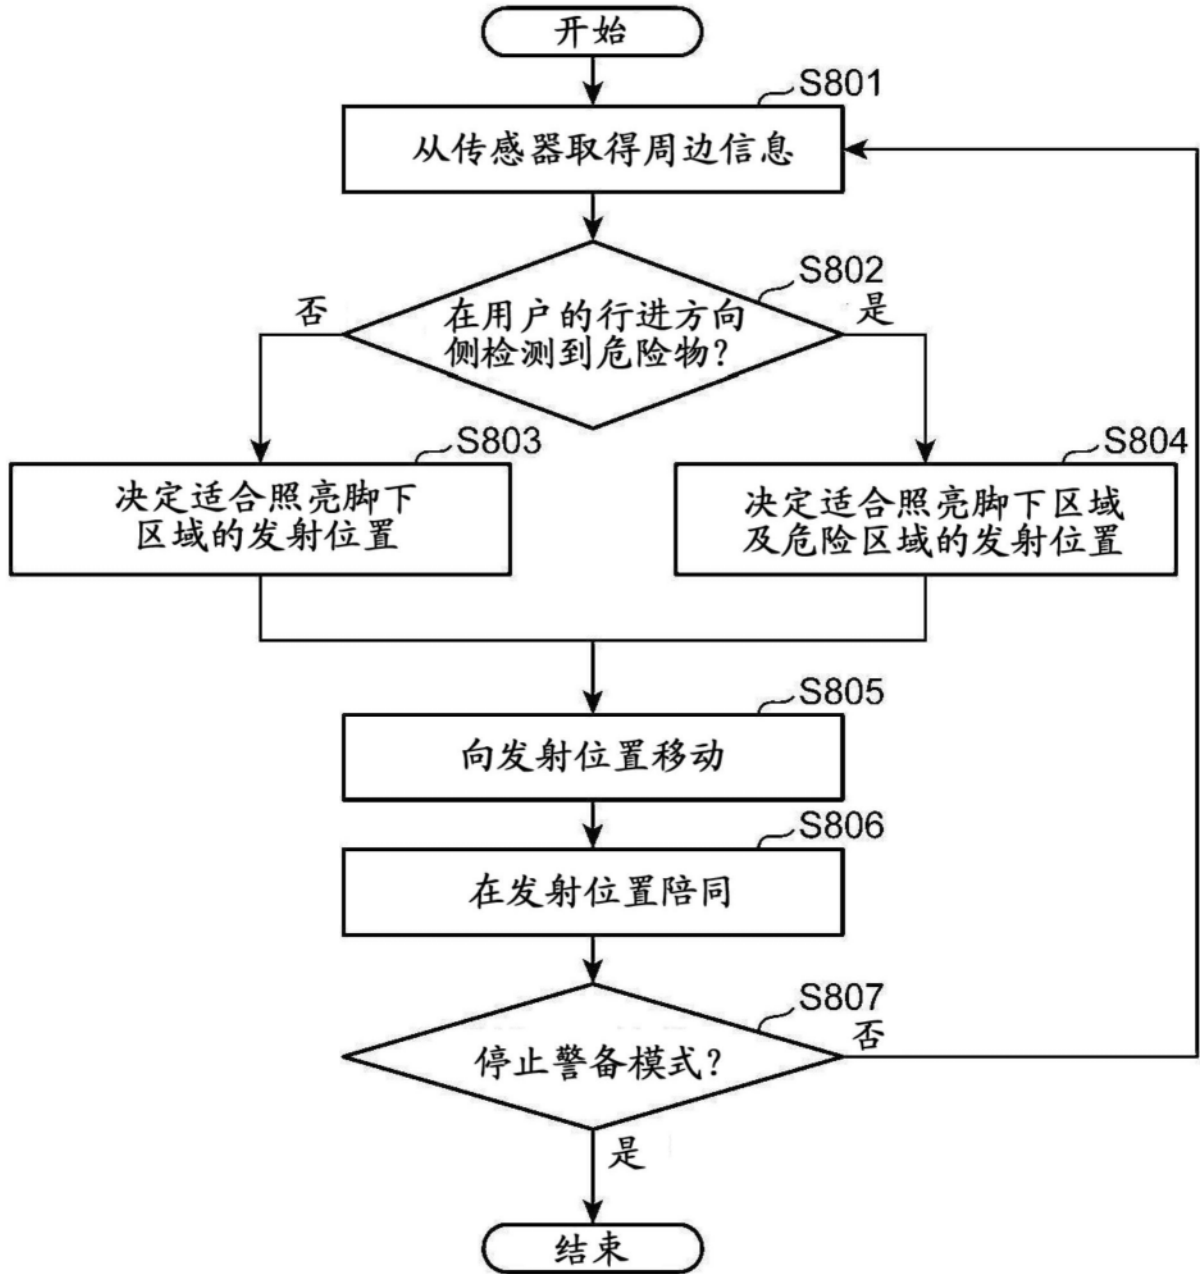 开始
S801
从传感器取得周边信息
S802
否
在用户的行进方向
侧检测到危险物?
是
S803
决定适合照亮脚下
区域的发射位置
S804
决定适合照亮脚下区域
及危险区域的发射位置
S805
向发射位置移动
S806
在发射位置陪同
S807
停止警备模式?
否
是
结束